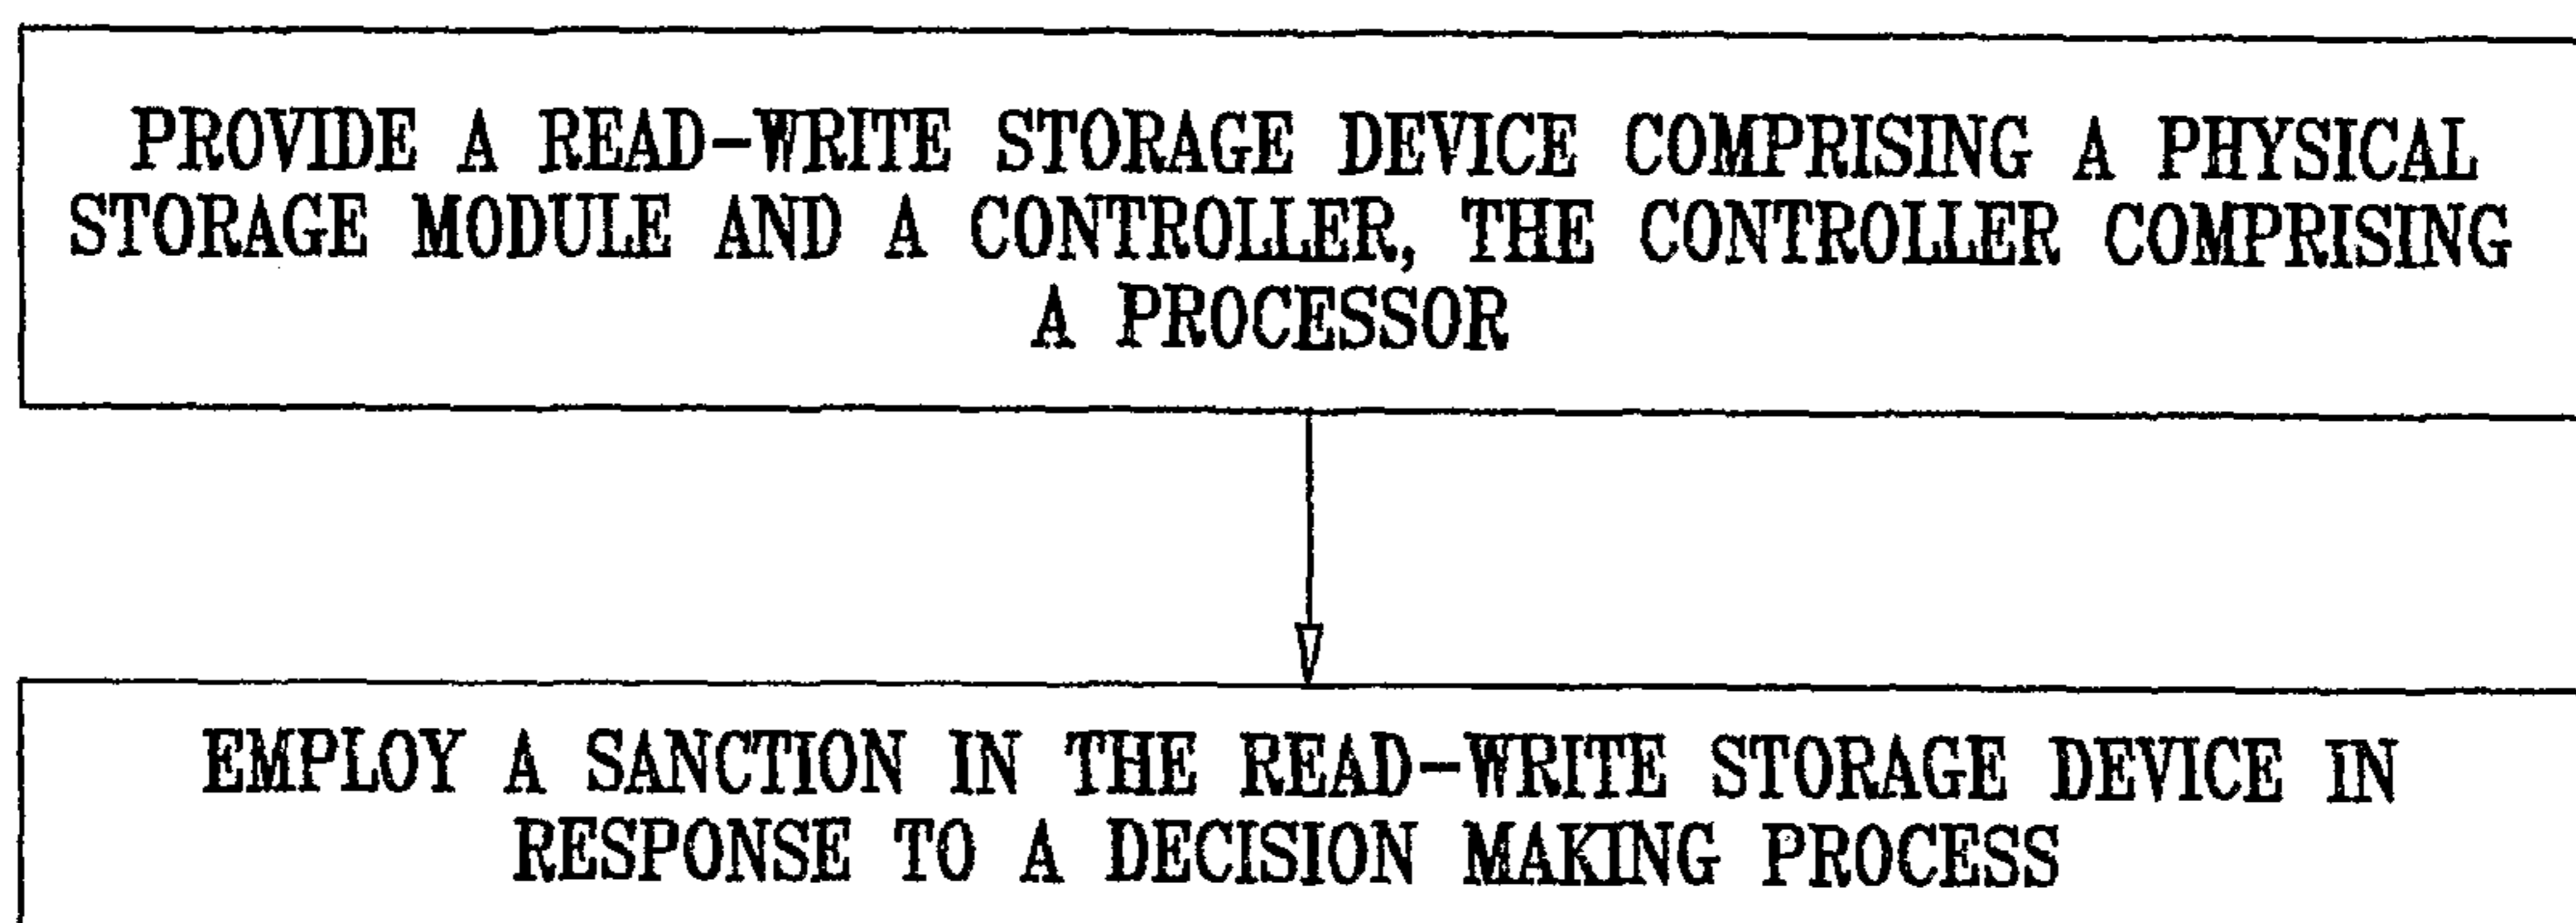 PROVIDE A READ-WRITE STORAGE DEVICE COMPRISING A PHYSICAL
STORAGE MODULE AND A CONTROLLER, THE CONTROLLER COMPRISING
A PROCESSOR
EMPLOY A SANCTION IN THE READ-WRITE STORAGE DEVICE IN
RESPONSE TO A DECISION MAKING PROCESS